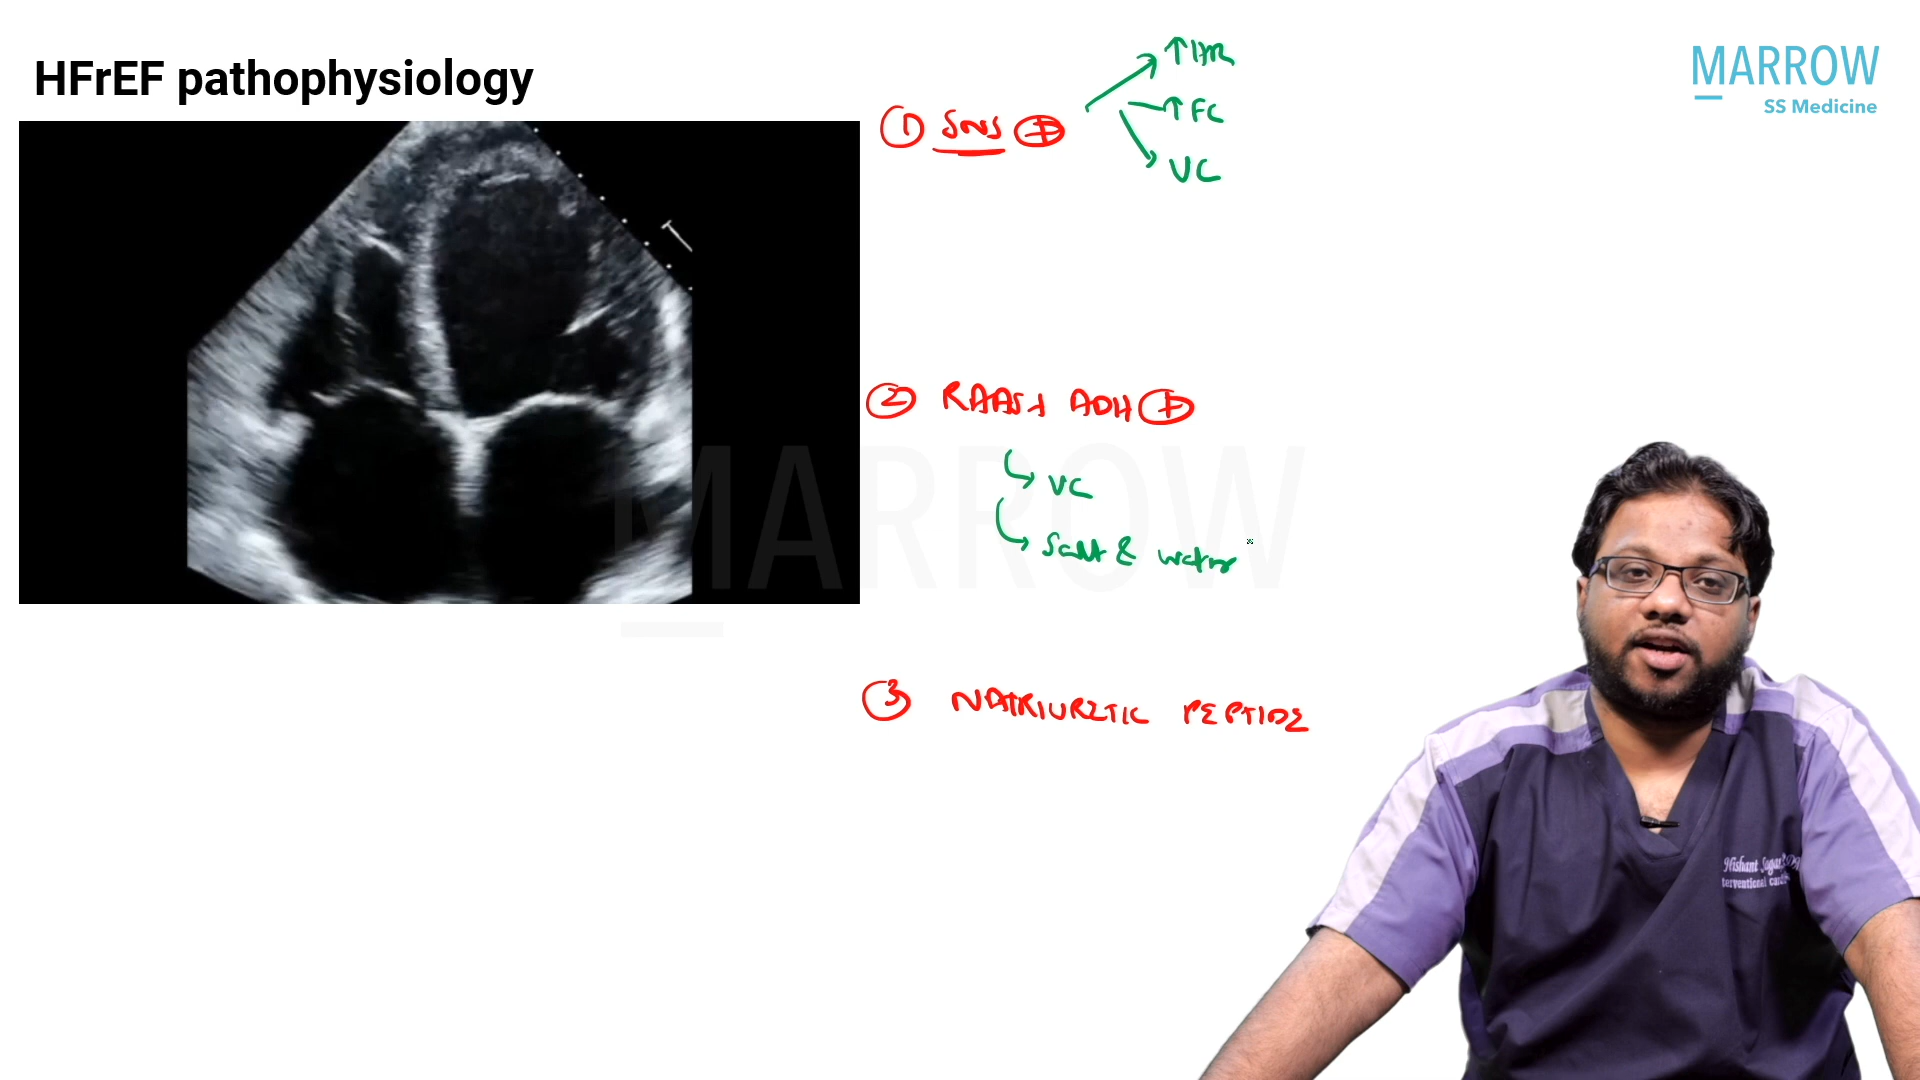 HFrEF pathophysiology
MARROW
SS Medicine
① SNS ⊕
↑HR
↑FC
VC
② RAAS+ ADH ⊕
VC
Salt & water
③ NATRIURETIC PEPTIDE
MARROW
Nishant